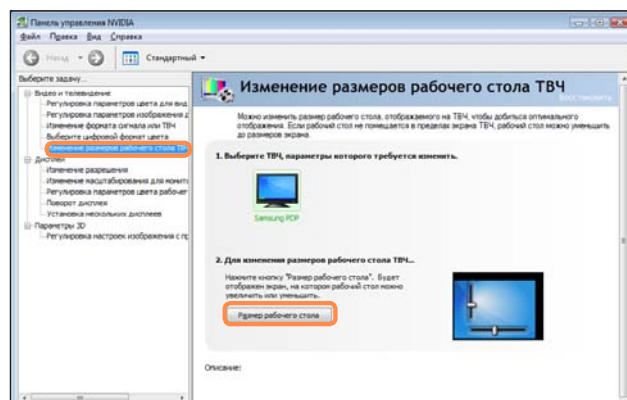 Панель управления NVIDIA
Файл Правка Вид Справка
Назад Стандартный
Выберите задачу...
Видео и телевидение
Регулировка параметров цвета для вид
Регулировка параметров изображения д
Изменение формата сигнала или ТВЧ
Выберите цифровой формат цвета
Изменение размеров рабочего стола ТВ
Дисплей
Изменение разрешения
Изменение масштабирования для монито
Регулировка параметров цвета рабочег
Поворот дисплея
Установка нескольких дисплеев
Параметры 3D
Регулировка настроек изображения с пр
Изменение размеров рабочего стола ТВЧ
Восстановить
Можно изменить размер рабочего стола, отображаемого на ТВЧ, чтобы добиться оптимального
отображения. Если рабочий стол не помещается в пределах экрана ТВЧ, рабочий стол можно уменьшить
до размеров экрана.
1. Выберите ТВЧ, параметры которого требуется изменить.
Samsung PDP
2. Для изменения размеров рабочего стола ТВЧ...
Нажмите кнопку "Размер рабочего стола". Будет
отображен экран, на котором рабочий стол можно
увеличить или уменьшить.
Размер рабочего стола
Описание: